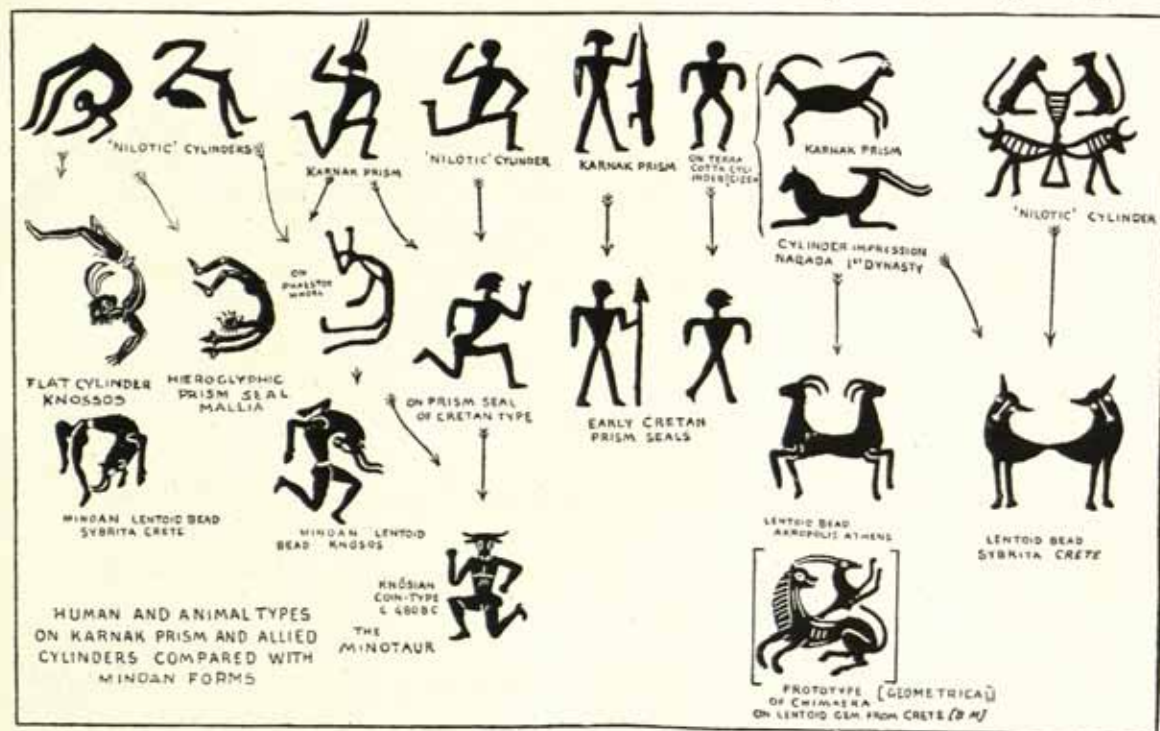 'NILOTIC' CYLINDERS
KARNAK PRISM
'NILOTIC' CYLINDER
KARNAK PRISM
ON TERRA
COTTA CYLI
INDER
KARNAK PRISM
CYLINDER IMPRESSION
NAQADA 1ST DYNASTY
'NILOTIC' CYLINDER
FLAT CYLINDER
KNOSSOS
HIEROGLYPHIC
PRISM SEAL
MALLIA
ON
PHAESTOS
WHORL
ON PRISM SEAL
OF CRETAN TYPE
EARLY CRETAN
PRISM SEALS
MINOAN LENTOID BEAD
SYBRITA CRETE
MINOAN LENTOID
BEAD KNOSOS
KNŌSIAN
COIN-TYPE
C 480 BC
THE
MINOTAUR
LENTOID BEAD
AKROPOLIS ATHENS
LENTOID BEAD
SYBRITA CRETE
PROTOTYPE [GEOMETRICAL]
OF CHIMAERA
ON LENTOID GEM FROM CRETE [B M]
HUMAN AND ANIMAL TYPES
ON KARNAK PRISM AND ALLIED
CYLINDERS COMPARED WITH
MINOAN FORMS